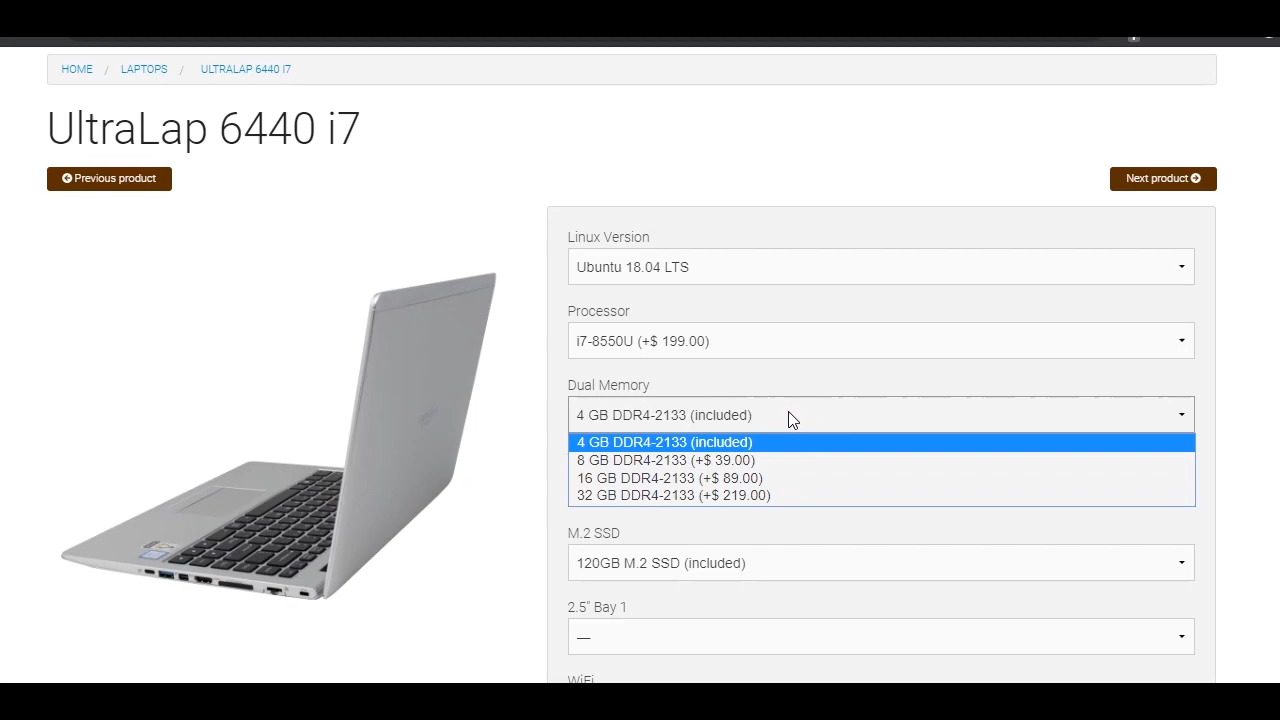 HOME / LAPTOPS / ULTRALAP 6440 I7
UltraLap 6440 i7
Previous product
Next product
Linux Version
Ubuntu 18.04 LTS
Processor
i7-8550U (+$ 199.00)
Dual Memory
4 GB DDR4-2133 (included)
4 GB DDR4-2133 (included)
8 GB DDR4-2133 (+$ 39.00)
16 GB DDR4-2133 (+$ 89.00)
32 GB DDR4-2133 (+$ 219.00)
M.2 SSD
120GB M.2 SSD (included)
2.5" Bay 1
—
WiFi